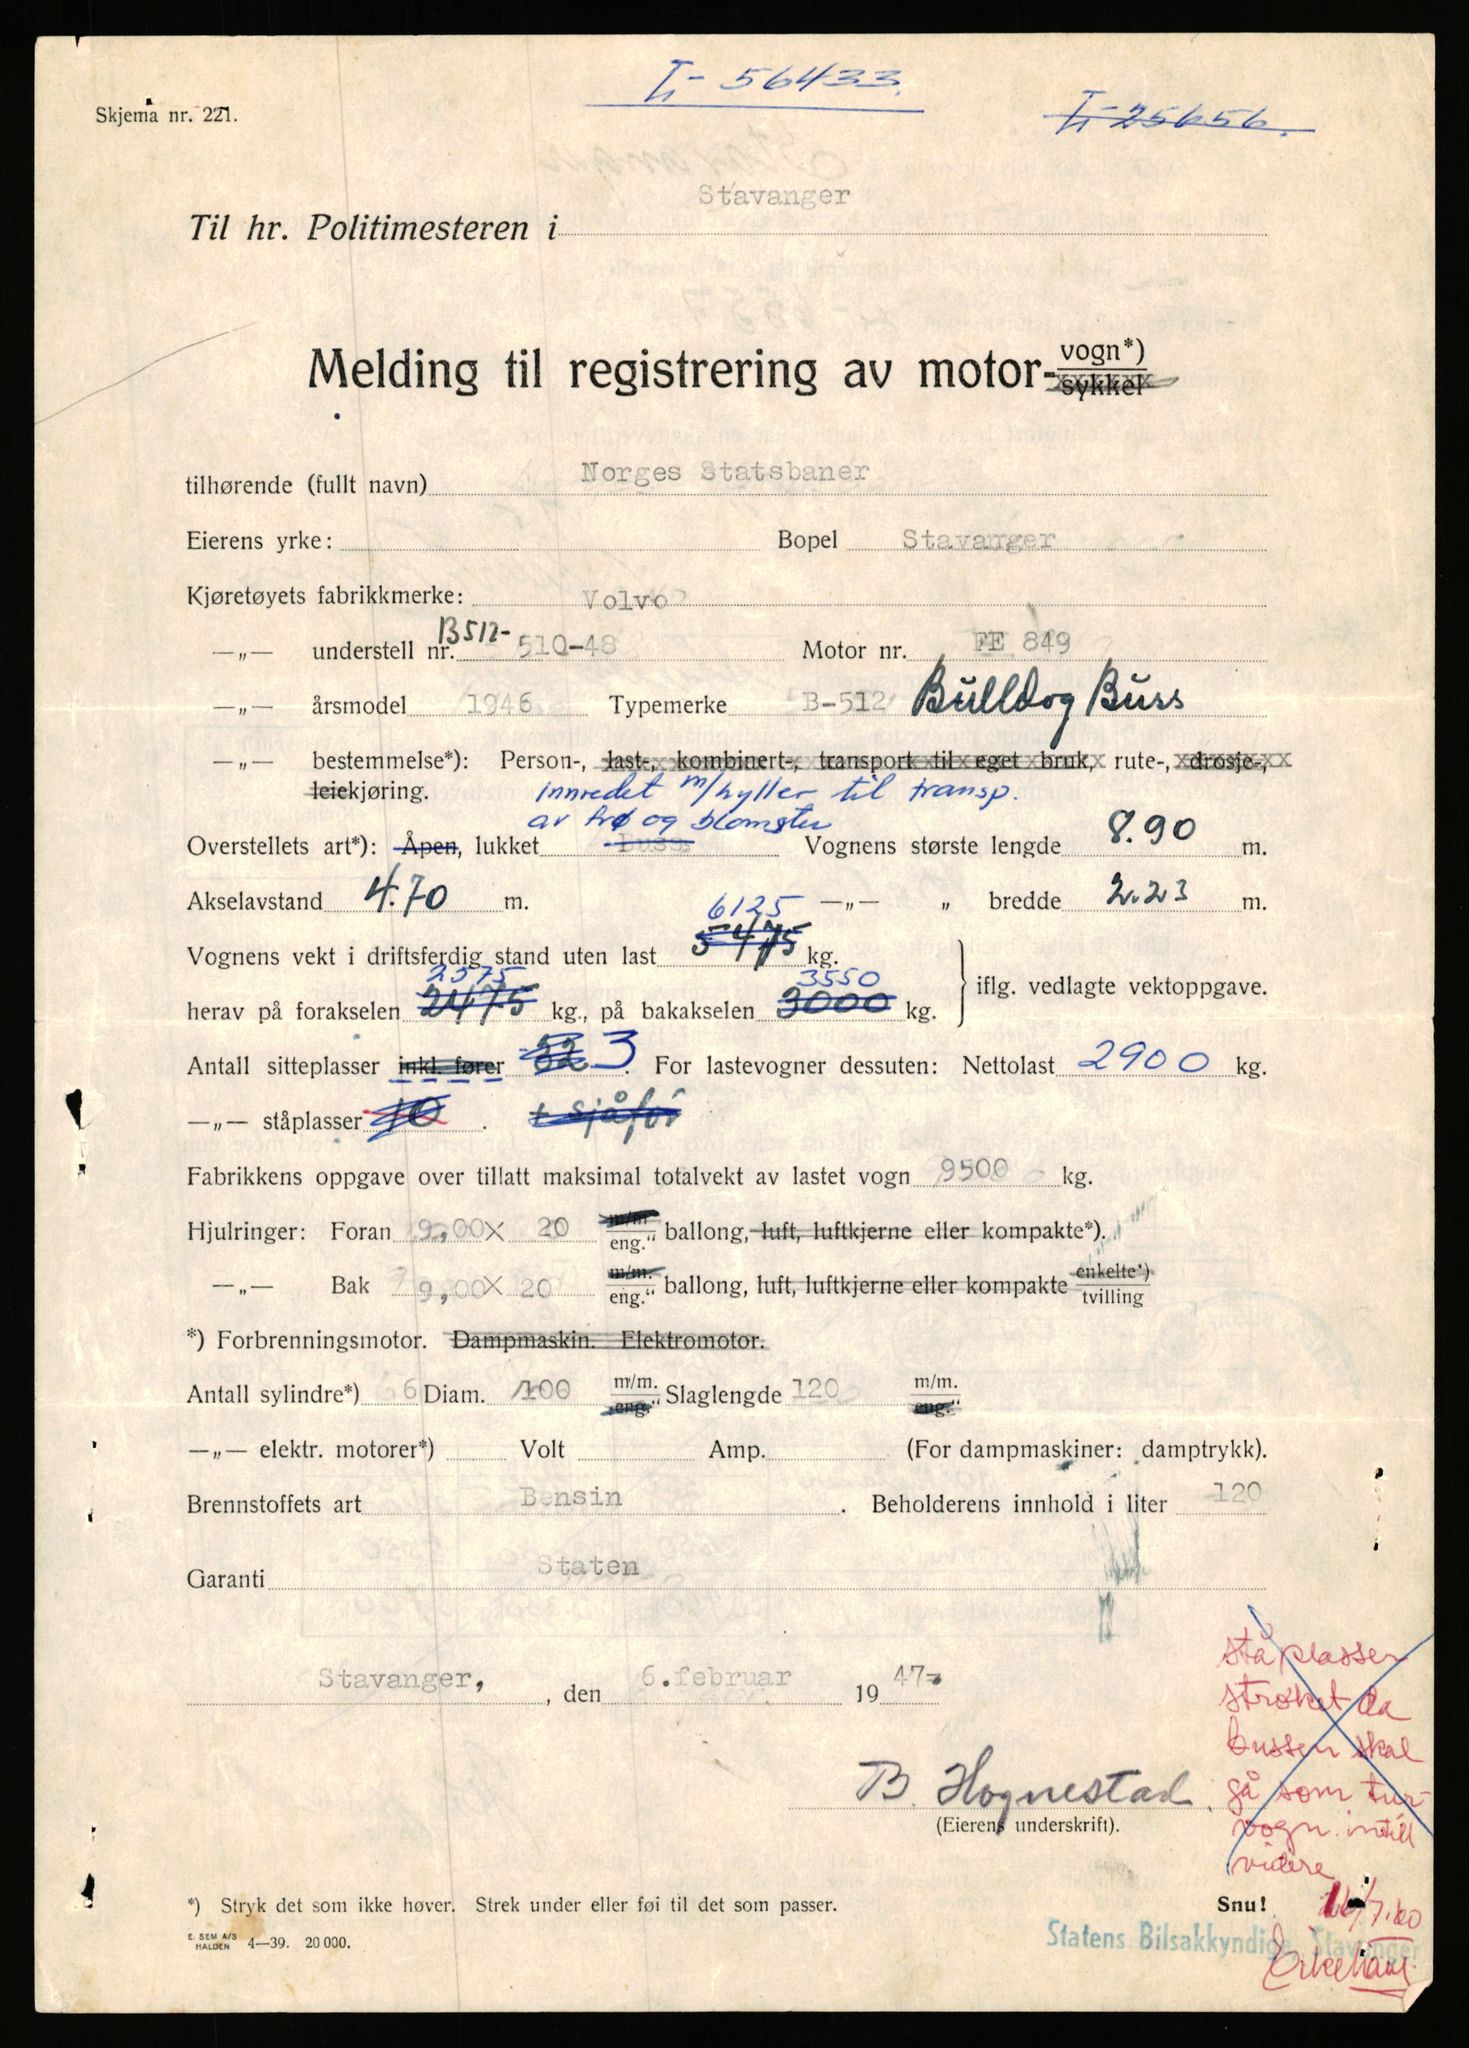 L- 56433.
Skjema nr. 221.
L- 25656.
Stavanger
Til hr. Politimesteren i
Melding til registrering av motor- vogn*)
sykkel
tilhørende (fullt navn) Norges Statsbaner
Eierens yrke: Bopel Stavanger
Kjøretøyets fabrikkmerke: Volvo
—„— understell nr. B512- 510-48 Motor nr. FE 849
—„— årsmodel 1946 Typemerke B-512 Bulldog Buss
—„— bestemmelse*): Person-, last-, kombinert-, transport til eget bruk, rute-, drosje-,
leiekjøring. innredet m/hyller til transp.
av frø og blomster
Overstellets art*): Åpen, lukket buss Vognens største lengde 8.90 m.
Akselavstand 4.70 m. —„— „ bredde 2.23 m.
6125
Vognens vekt i driftsferdig stand uten last 5475 kg.
2575 3550
herav på forakselen 2475 kg., på bakakselen 3000 kg. iflg. vedlagte vektoppgave.
Antall sitteplasser inkl. fører 32 3. For lastevogner dessuten: Nettolast 2900 kg.
—„— ståplasser 10. + sjåfør
Fabrikkens oppgave over tillatt maksimal totalvekt av lastet vogn 9500 kg.
Hjulringer: Foran 9,00 x 20 m/m. eng." ballong, luft, luftkjerne eller kompakte*).
—„— Bak 9,00 x 20 m/m. eng." ballong, luft, luftkjerne eller kompakte enkelte*) tvilling
*) Forbrenningsmotor. Dampmaskin. Elektromotor.
Antall sylindre*) 6 Diam. 100 m/m. eng." Slaglengde 120 m/m. eng."
—„— elektr. motorer*) Volt Amp. (For dampmaskiner: damptrykk).
Brennstoffets art Bensin. Beholderens innhold i liter 120
Garanti Staten
Stavanger, , den 6.februar 19 47-
ståplasser
strøket da
bussen skal
gå som tur-
vogn inntil
videre
B. Hognestad
(Eierens underskrift).
*) Stryk det som ikke høver. Strek under eller føi til det som passer. Snu!
16/7.60
E. SEM A/S
HALDEN 4—39. 20 000.
Statens Bilsakkyndige, Stavanger